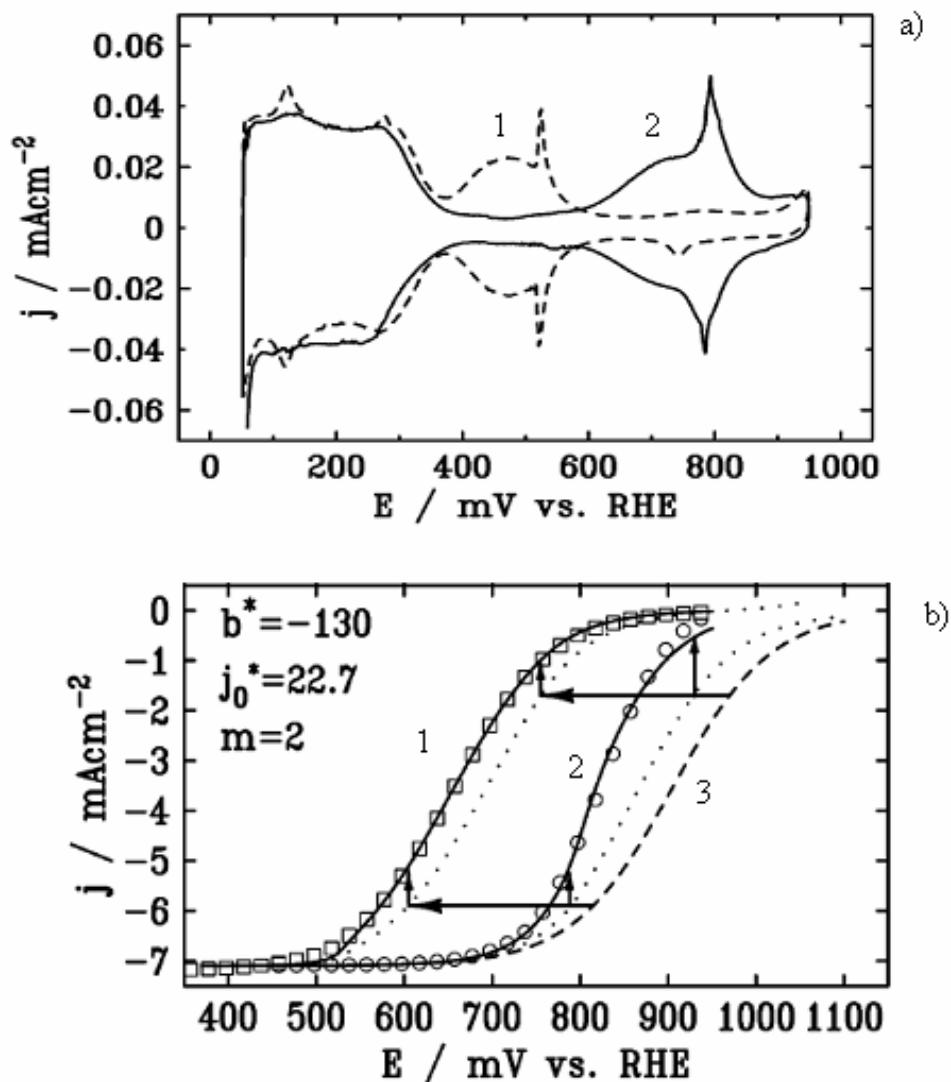 a)
0.06
0.04
0.02
0
−0.02
−0.04
−0.06
j / mAcm⁻²
1
2
0 200 400 600 800 1000
E / mV vs. RHE
b)
0
−1
−2
−3
−4
−5
−6
−7
j / mAcm⁻²
b*=−130
j₀*=22.7
m=2
1
2
3
400 500 600 700 800 900 1000 1100
E / mV vs. RHE